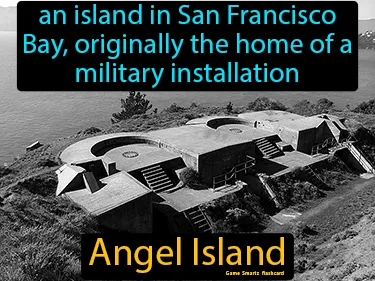 an island in San Francisco
Bay, originally the home of a
military installation
Angel Island
Game Smartz flashcard